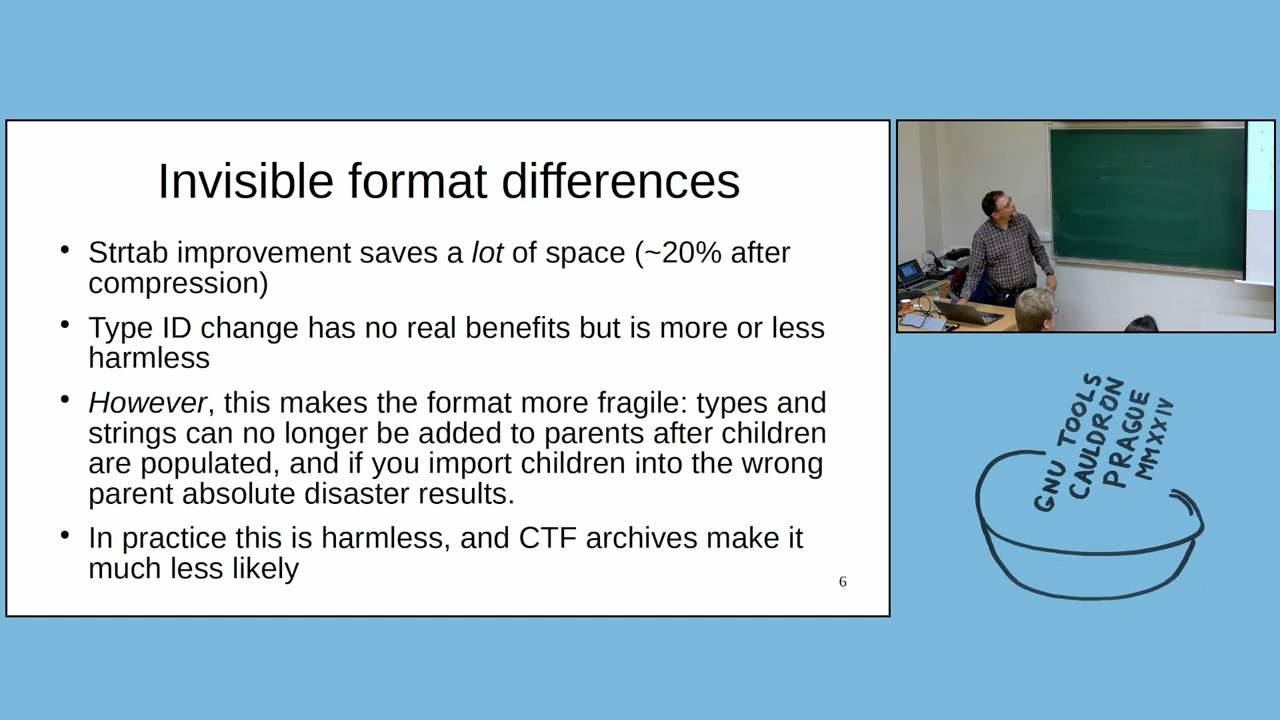 Invisible format differences
• Strtab improvement saves a lot of space (~20% after
compression)
• Type ID change has no real benefits but is more or less
harmless
• However, this makes the format more fragile: types and
strings can no longer be added to parents after children
are populated, and if you import children into the wrong
parent absolute disaster results.
• In practice this is harmless, and CTF archives make it
much less likely
6
GNU TOOLS
CAULDRON
PRAGUE
MMXXIV